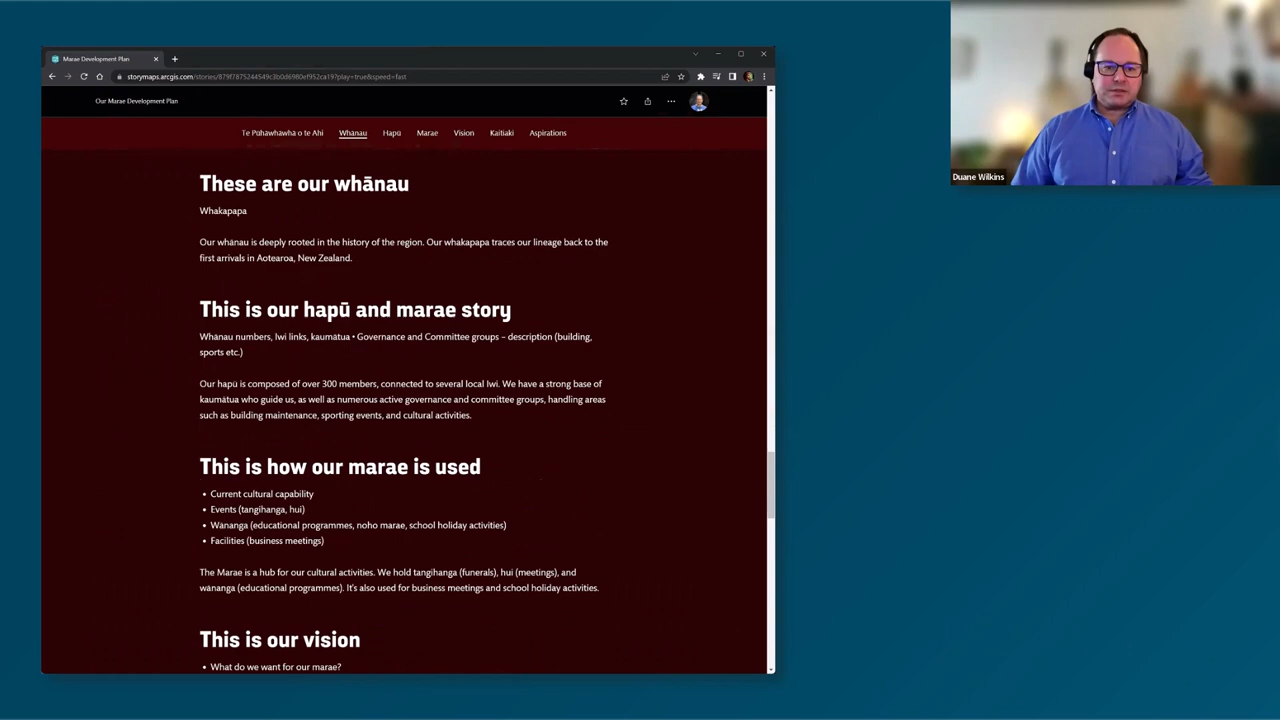 Marae Development Plan
storymaps.arcgis.com/stories/879f7875244549c3b0d6980ef952ca19?play=true&speed=fast
Our Marae Development Plan
Te Pūhāwhāwhā o te Ahi
Whānau
Hapū
Marae
Vision
Kaitiaki
Aspirations
These are our whānau
Whakapapa
Our whānau is deeply rooted in the history of the region. Our whakapapa traces our lineage back to the
first arrivals in Aotearoa, New Zealand.
This is our hapū and marae story
Whānau numbers, Iwi links, kaumātua • Governance and Committee groups – description (building,
sports etc.)
Our hapū is composed of over 300 members, connected to several local Iwi. We have a strong base of
kaumātua who guide us, as well as numerous active governance and committee groups, handling areas
such as building maintenance, sporting events, and cultural activities.
This is how our marae is used
• Current cultural capability
• Events (tangihanga, hui)
• Wānanga (educational programmes, noho marae, school holiday activities)
• Facilities (business meetings)
The Marae is a hub for our cultural activities. We hold tangihanga (funerals), hui (meetings), and
wānanga (educational programmes). It's also used for business meetings and school holiday activities.
This is our vision
• What do we want for our marae?
Duane Wilkins